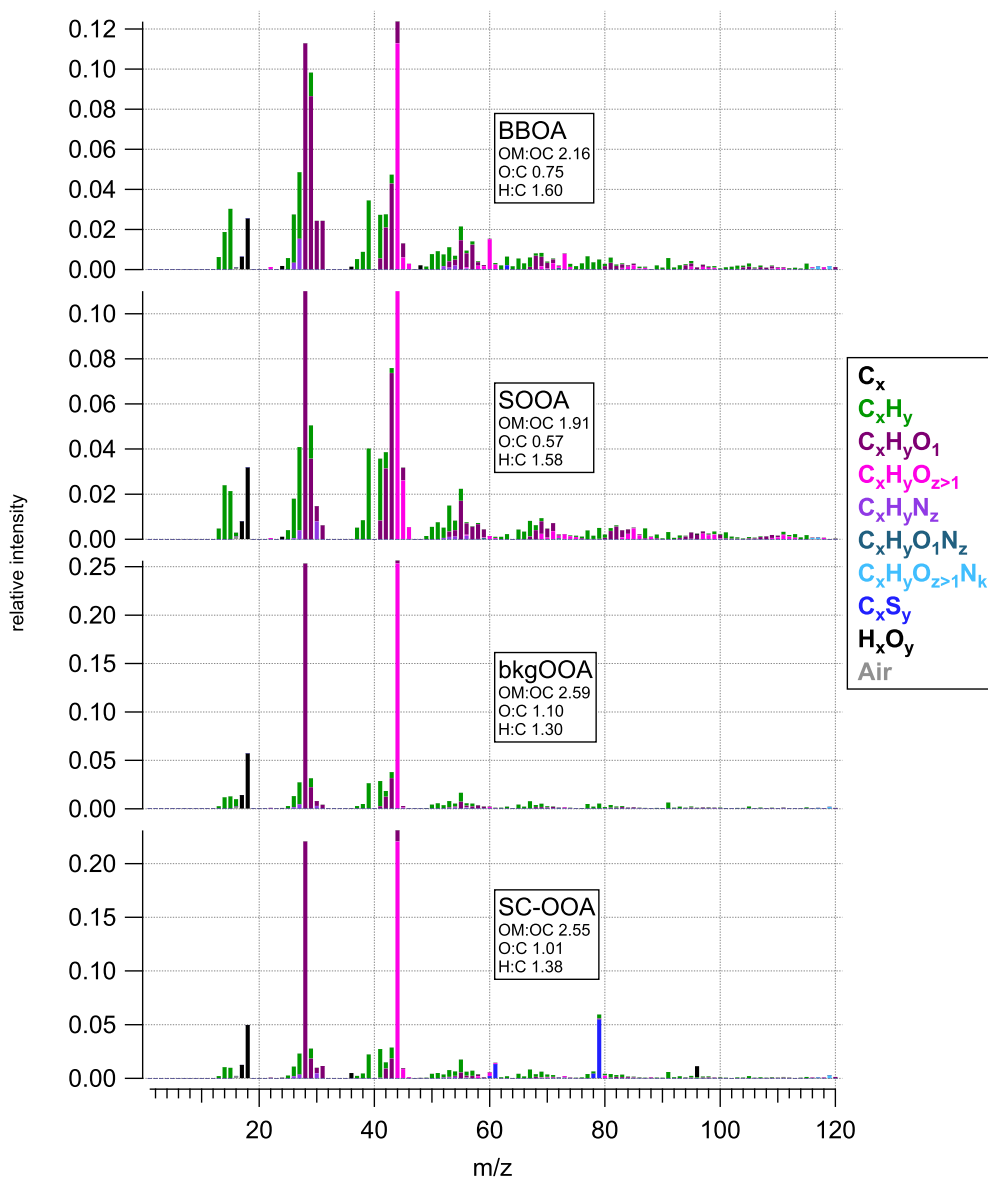 0.12
0.10
0.08
0.06
0.04
0.02
0.00
BBOA
OM:OC 2.16
O:C 0.75
H:C 1.60
0.10
0.08
0.06
0.04
0.02
0.00
SOOA
OM:OC 1.91
O:C 0.57
H:C 1.58
relative intensity
0.25
0.20
0.15
0.10
0.05
0.00
bkgOOA
OM:OC 2.59
O:C 1.10
H:C 1.30
0.20
0.15
0.10
0.05
0.00
SC-OOA
OM:OC 2.55
O:C 1.01
H:C 1.38
20 40 60 80 100 120
m/z
CxHy
Cx
CxHyO1
CxHyOz>1
CxHyNz
CxHyO1Nz
CxHyOz>1Nk
CxSy
HxOy
Air